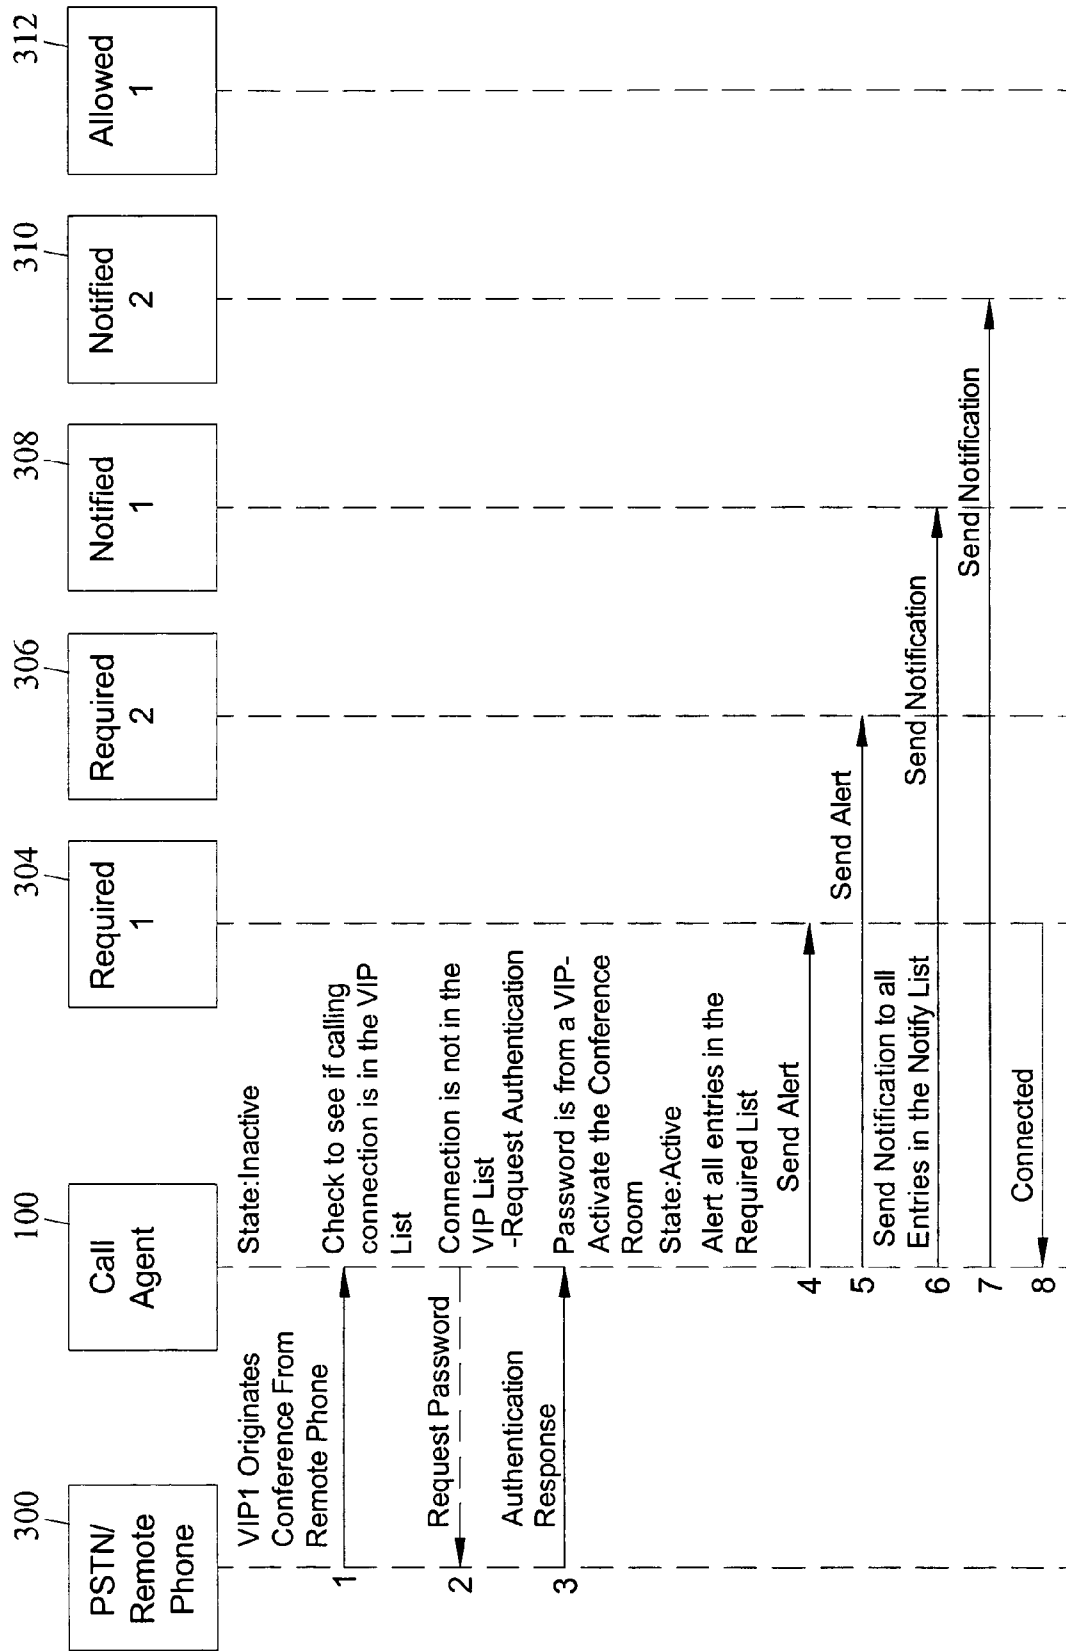 300
100
304
306
308
310
312
PSTN/
Remote
Phone
Call
Agent
Required
1
Required
2
Notified
1
Notified
2
Allowed
1
VIP1 Originates
Conference From
Remote Phone
State:Inactive
1
Check to see if calling
connection is in the VIP
List
Request Password
2
Connection is not in the
VIP List
-Request Authentication
Authentication
Response
3
Password is from a VIP-
Activate the Conference
Room
State:Active
Alert all entries in the
Required List
Send Alert
4
Send Alert
5
Send Notification to all
Entries in the Notify List
Send Notification
6
Send Notification
7
Connected
8